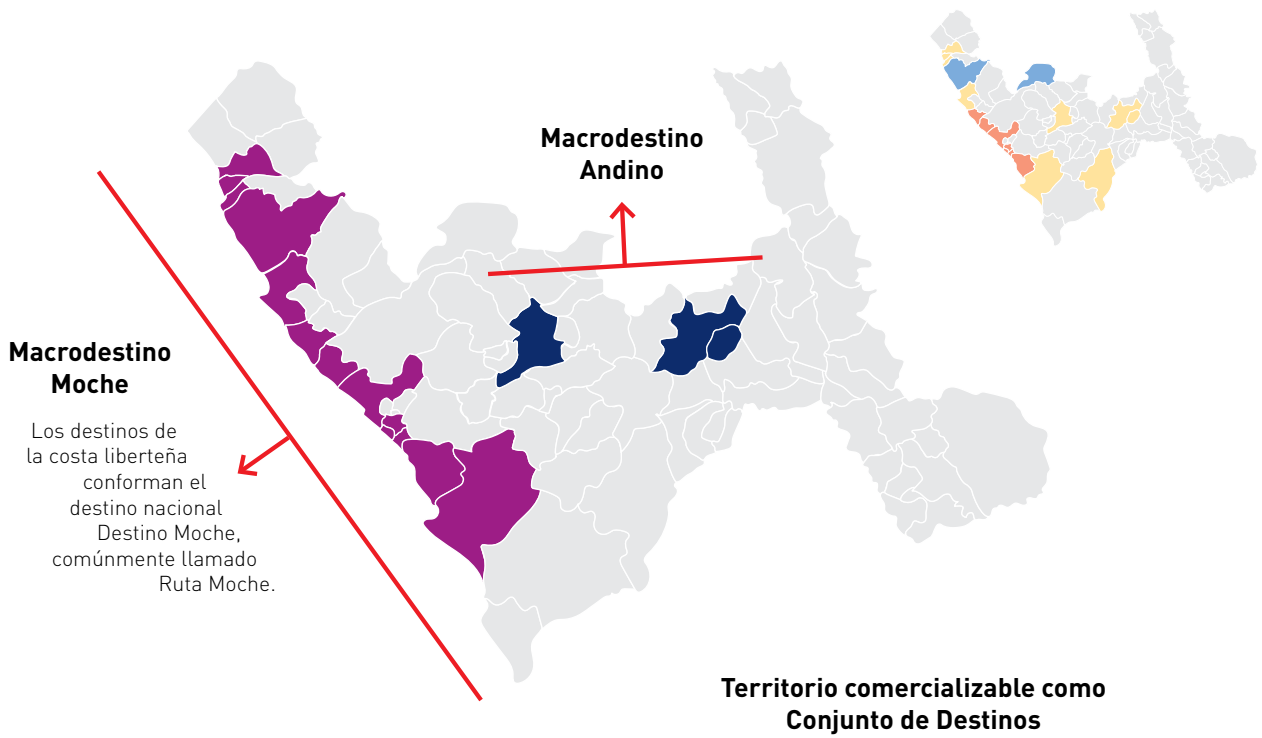 Macrodestino
Andino
Macrodestino
Moche
Los destinos de
la costa liberteña
conforman el
destino nacional
Destino Moche,
comúnmente llamado
Ruta Moche.
Territorio comercializable como
Conjunto de Destinos